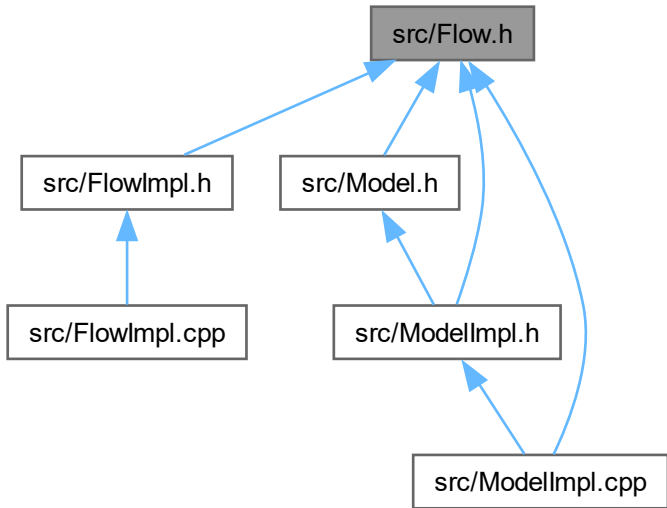 src/Flow.h
src/FlowImpl.h
src/Model.h
src/FlowImpl.cpp
src/ModelImpl.h
src/ModelImpl.cpp